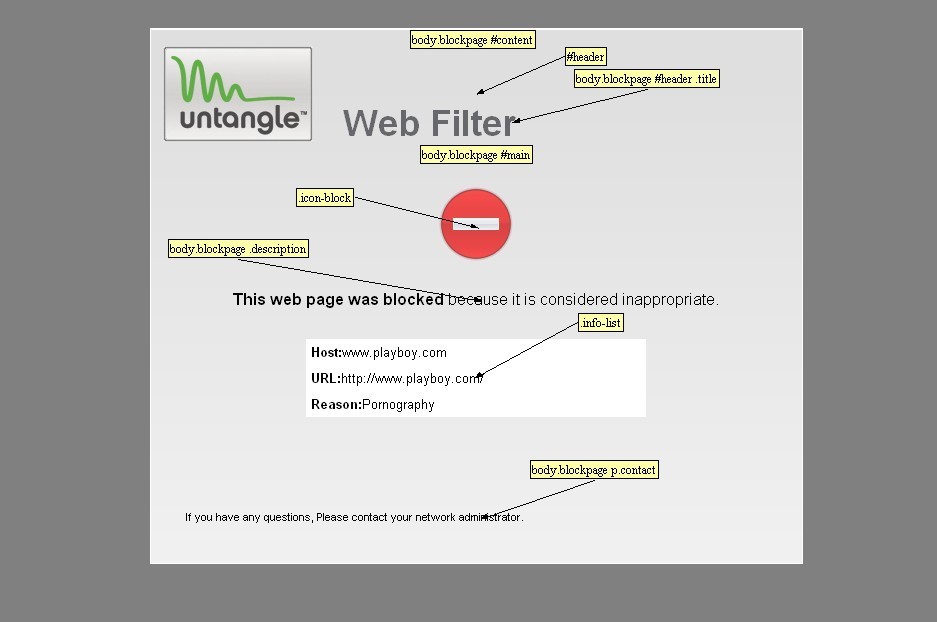 body.blockpage #content
#header
body.blockpage #header .title
untangle™
Web Filter
body.blockpage #main
.icon-block
body.blockpage .description
This web page was blocked because it is considered inappropriate.
.info-list
Host:www.playboy.com
URL:http://www.playboy.com/
Reason:Pornography
body.blockpage p.contact
If you have any questions, Please contact your network administrator.